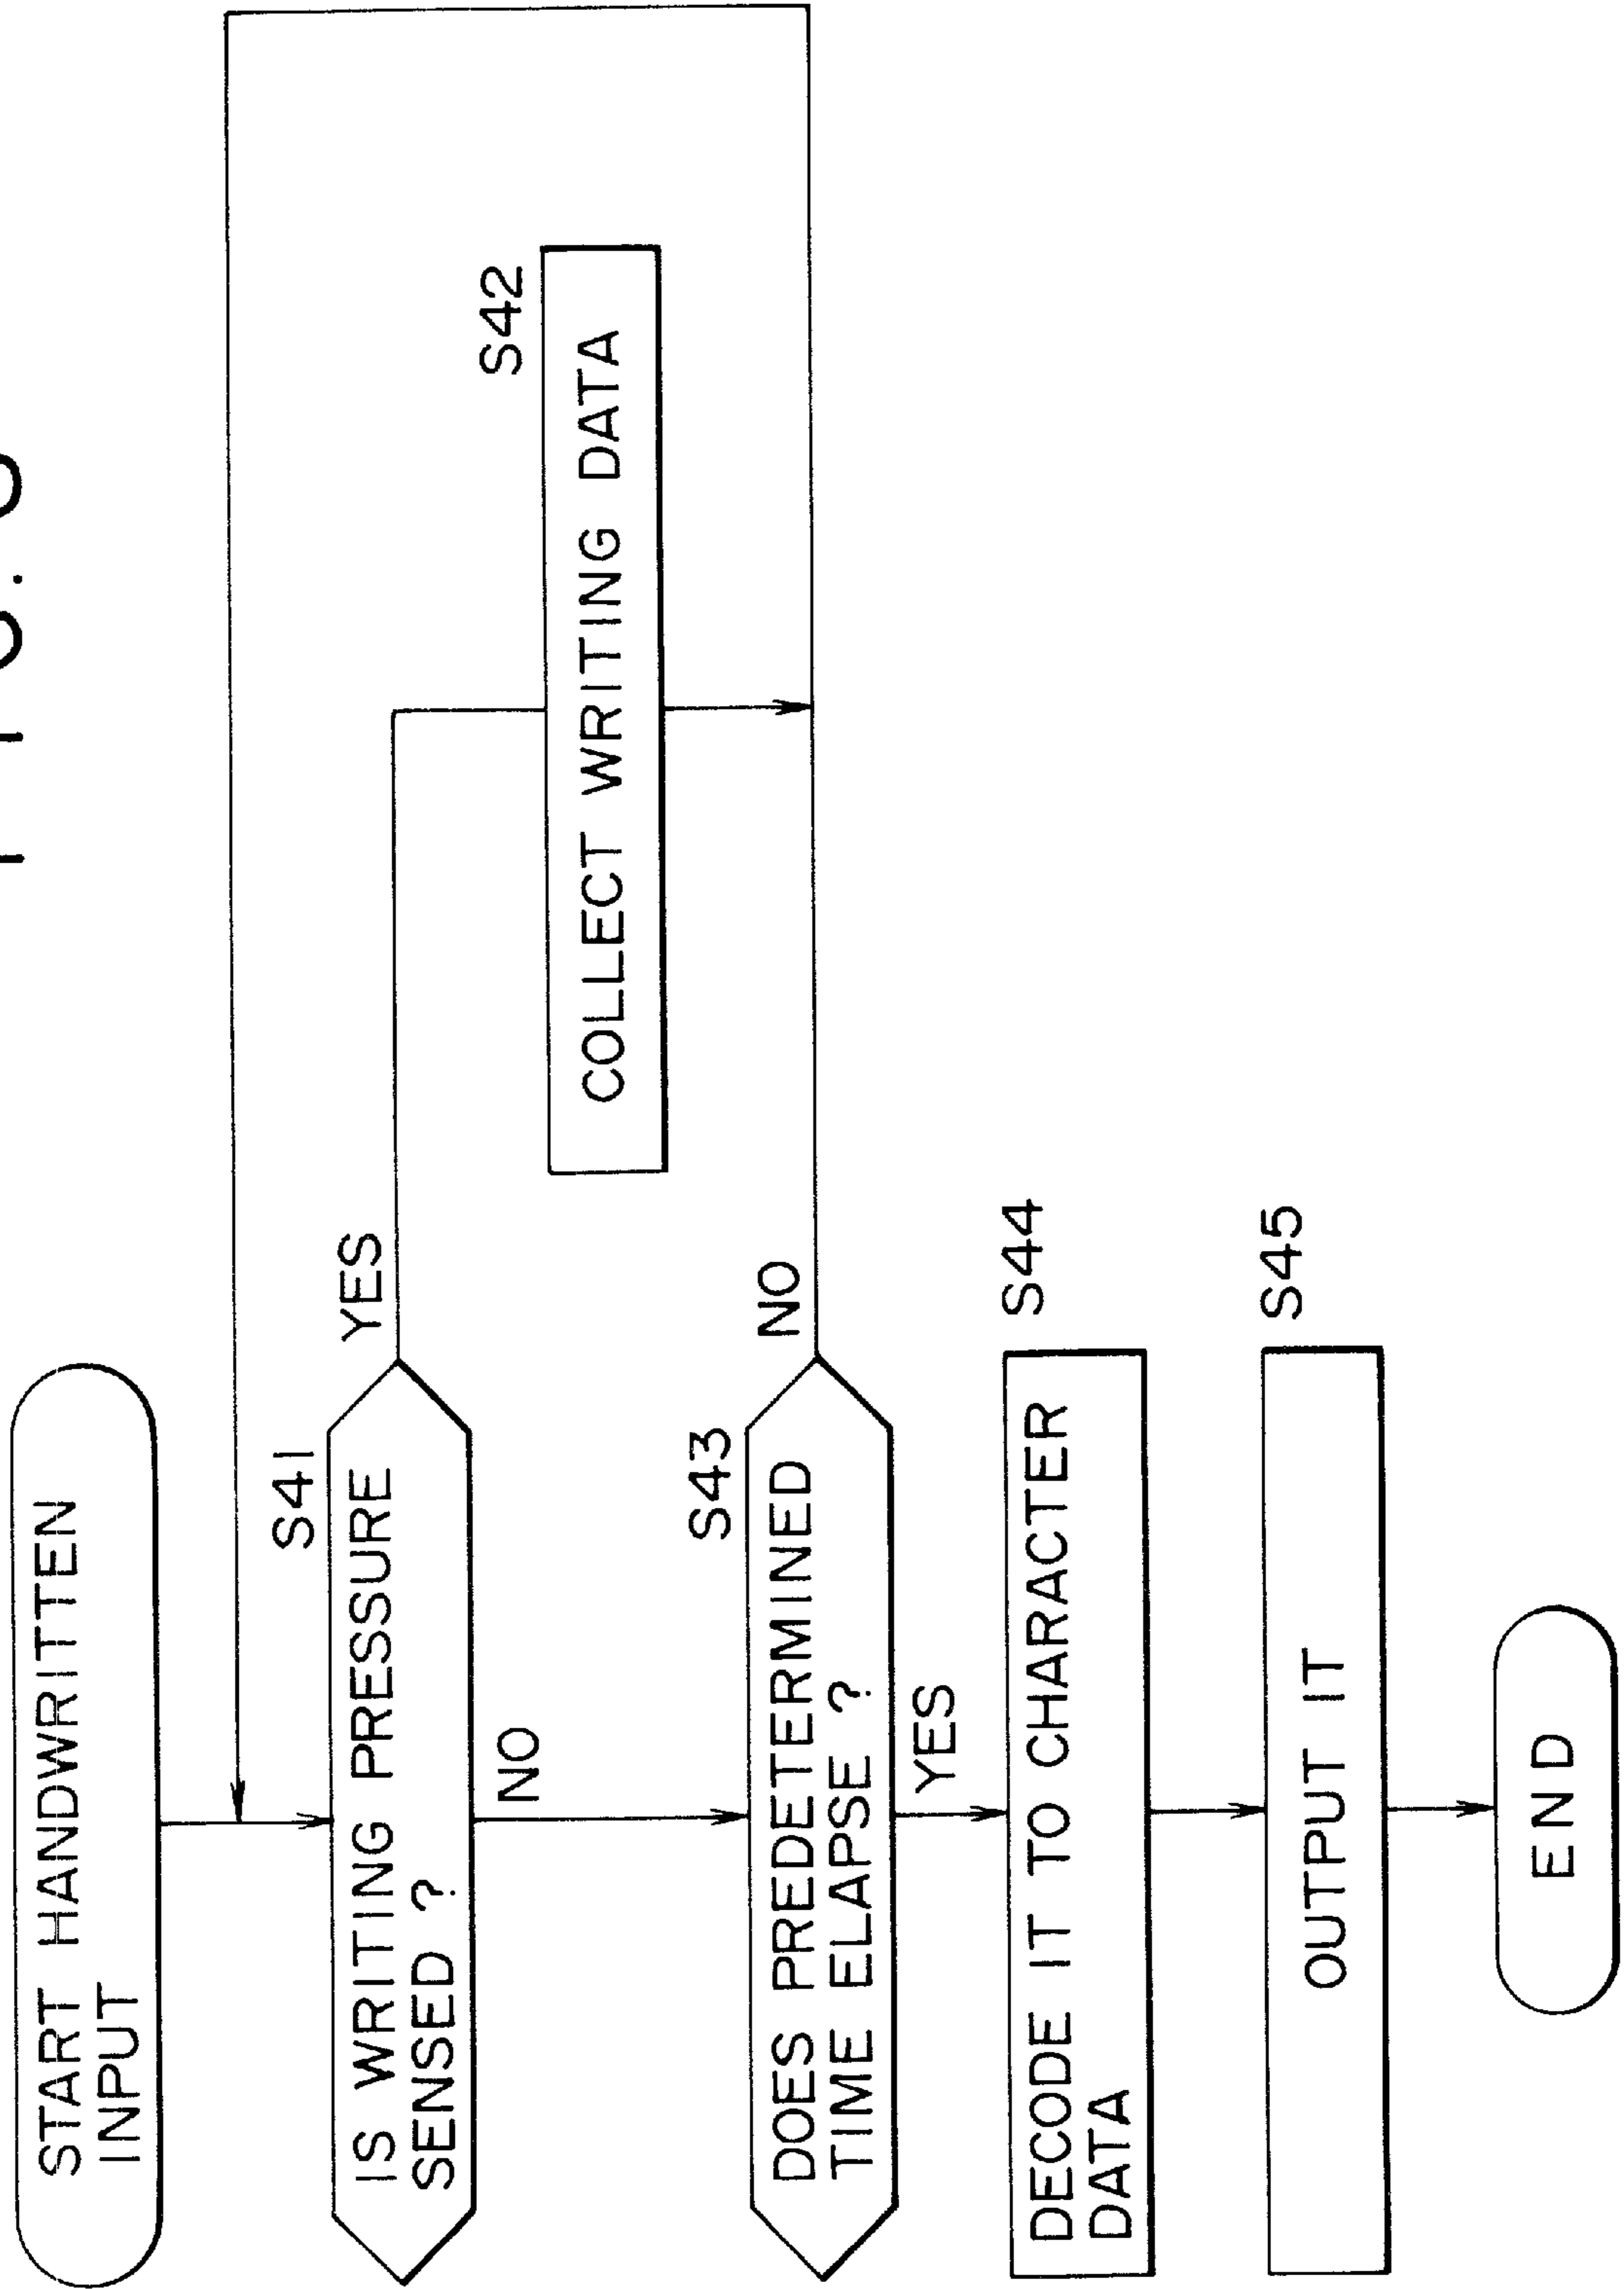 START HANDWRITTEN
INPUT
S41
IS WRITING PRESSURE
SENSED ?
YES
NO
S42
COLLECT WRITING DATA
S43
DOES PREDETERMINED
TIME ELAPSE ?
NO
YES
S44
DECODE IT TO CHARACTER
DATA
S45
OUTPUT IT
END